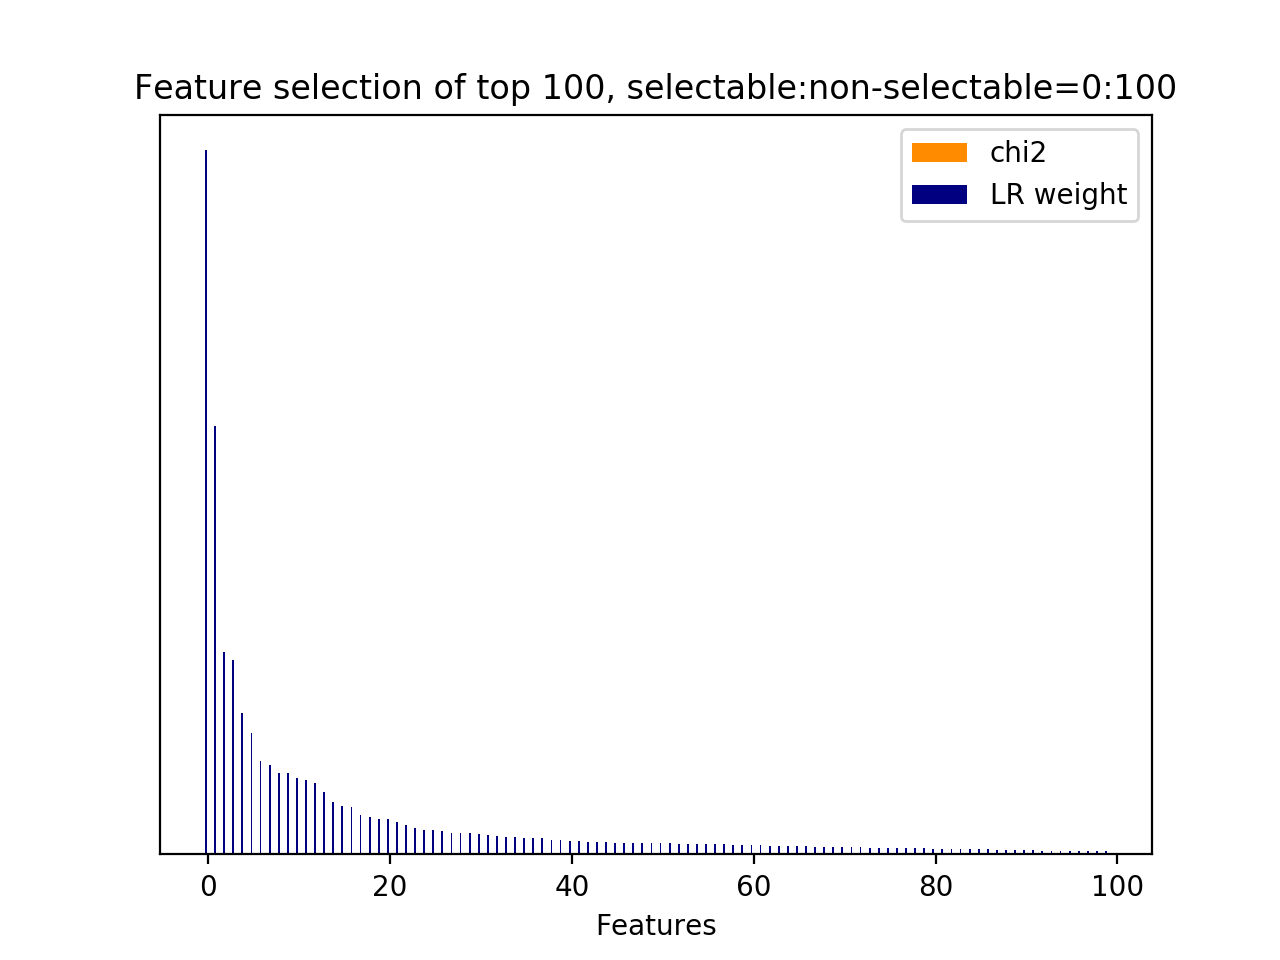 Feature selection of top 100, selectable:non-selectable=0:100
chi2
LR weight
0 20 40 60 80 100
Features